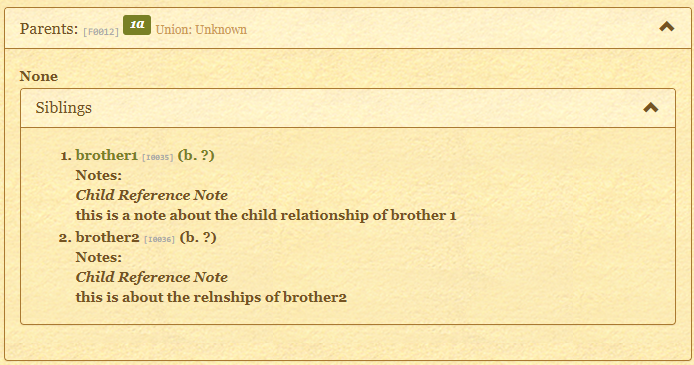 Parents: [F0012] 1a Union: Unknown
None
Siblings
1. brother1 [I0035] (b. ?)
Notes:
Child Reference Note
this is a note about the child relationship of brother 1
2. brother2 [I0036] (b. ?)
Notes:
Child Reference Note
this is about the relnships of brother2